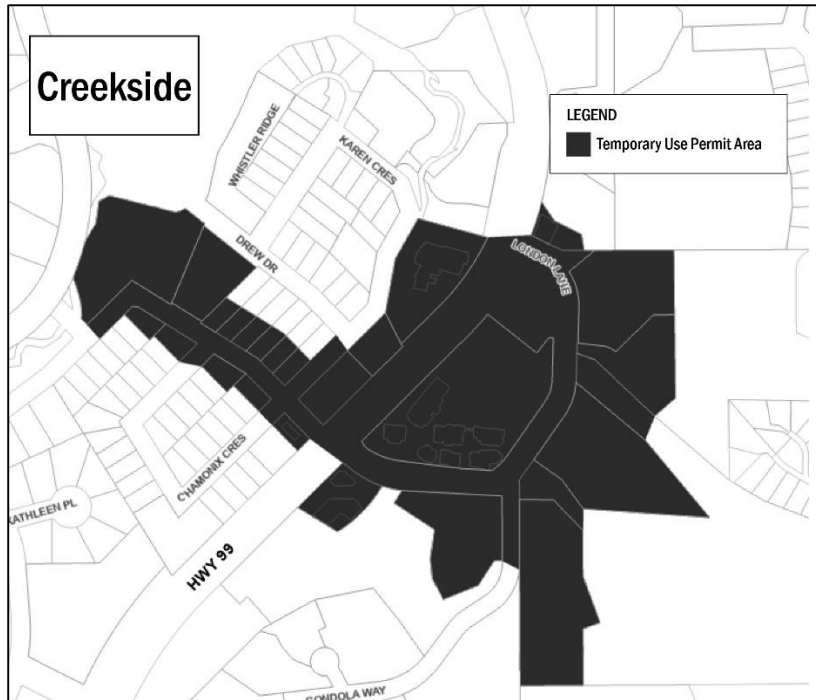 Creekside
LEGEND
Temporary Use Permit Area
WHISTLER RIDGE
KAREN CRES
DREW DR
LONDON LANE
CHAMONIX CRES
KATHLEEN PL
HWY 99
GONDOLA WAY